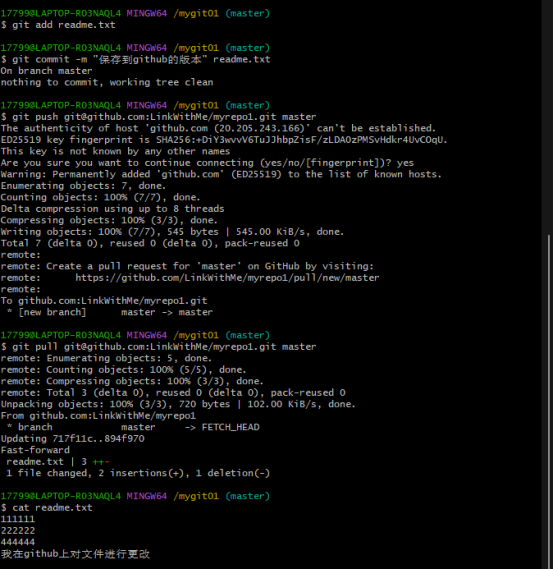 17799@LAPTOP-RO3NAQL4 MINGW64 /mygit01 (master)
$ git add readme.txt
17799@LAPTOP-RO3NAQL4 MINGW64 /mygit01 (master)
$ git commit -m "保存到github的版本" readme.txt
On branch master
nothing to commit, working tree clean
17799@LAPTOP-RO3NAQL4 MINGW64 /mygit01 (master)
$ git push git@github.com:LinkWithMe/myrepo1.git master
The authenticity of host 'github.com (20.205.243.166)' can't be established.
ED25519 key fingerprint is SHA256:+DiY3wvvV6TuJJhbpZisF/zLDA0zPMSvHdkr4UvCOqU.
This key is not known by any other names
Are you sure you want to continue connecting (yes/no/[fingerprint])? yes
Warning: Permanently added 'github.com' (ED25519) to the list of known hosts.
Enumerating objects: 7, done.
Counting objects: 100% (7/7), done.
Delta compression using up to 8 threads
Compressing objects: 100% (3/3), done.
Writing objects: 100% (7/7), 545 bytes | 545.00 KiB/s, done.
Total 7 (delta 0), reused 0 (delta 0), pack-reused 0
remote:
remote: Create a pull request for 'master' on GitHub by visiting:
remote:      https://github.com/LinkWithMe/myrepo1/pull/new/master
remote:
To github.com:LinkWithMe/myrepo1.git
 * [new branch]      master -> master
17799@LAPTOP-RO3NAQL4 MINGW64 /mygit01 (master)
$ git pull git@github.com:LinkWithMe/myrepo1.git master
remote: Enumerating objects: 5, done.
remote: Counting objects: 100% (5/5), done.
remote: Compressing objects: 100% (3/3), done.
remote: Total 3 (delta 0), reused 0 (delta 0), pack-reused 0
Unpacking objects: 100% (3/3), 720 bytes | 102.00 KiB/s, done.
From github.com:LinkWithMe/myrepo1
 * branch            master     -> FETCH_HEAD
Updating 717f11c..894f970
Fast-forward
 readme.txt | 3 ++-
 1 file changed, 2 insertions(+), 1 deletion(-)
17799@LAPTOP-RO3NAQL4 MINGW64 /mygit01 (master)
$ cat readme.txt
111111
222222
444444
我在github上对文件进行更改